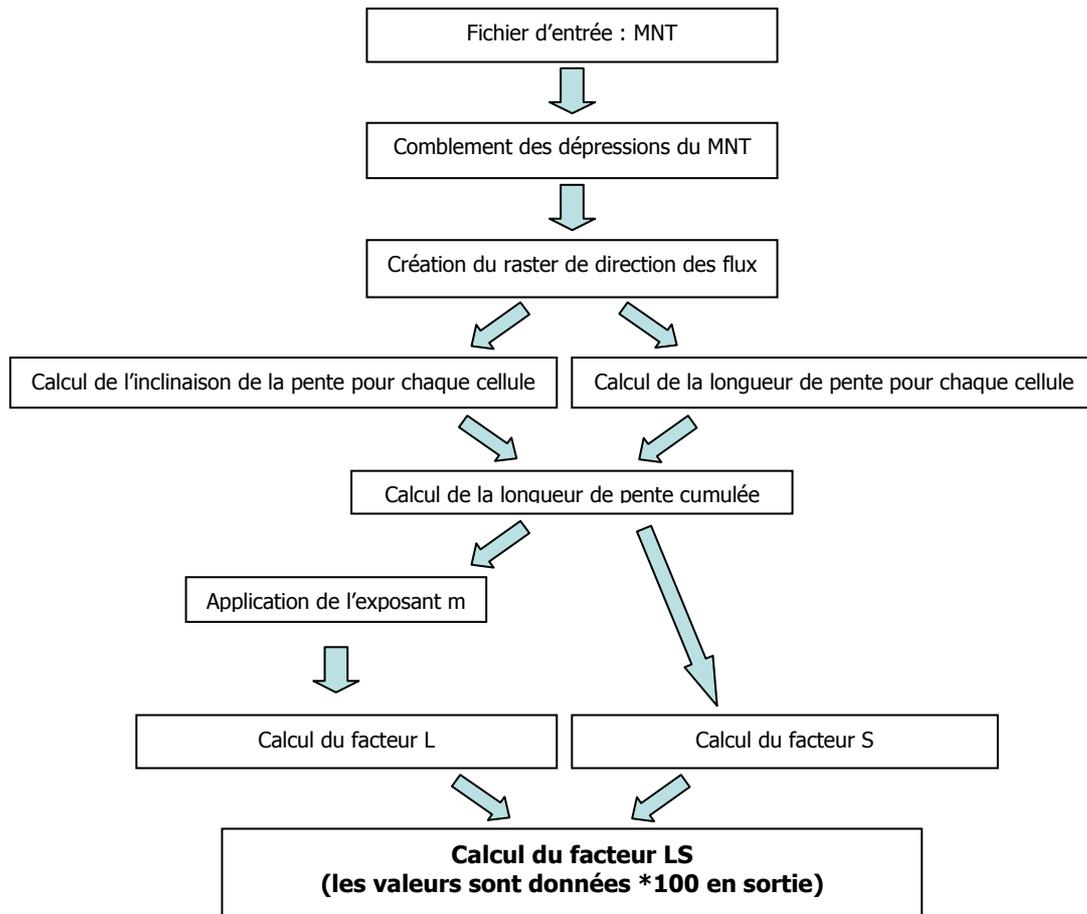 Fichier d’entrée : MNT
Comblement des dépressions du MNT
Création du raster de direction des flux
Calcul de l’inclinaison de la pente pour chaque cellule
Calcul de la longueur de pente pour chaque cellule
Calcul de la longueur de pente cumulée
Application de l’exposant m
Calcul du facteur L
Calcul du facteur S
Calcul du facteur LS
(les valeurs sont données *100 en sortie)